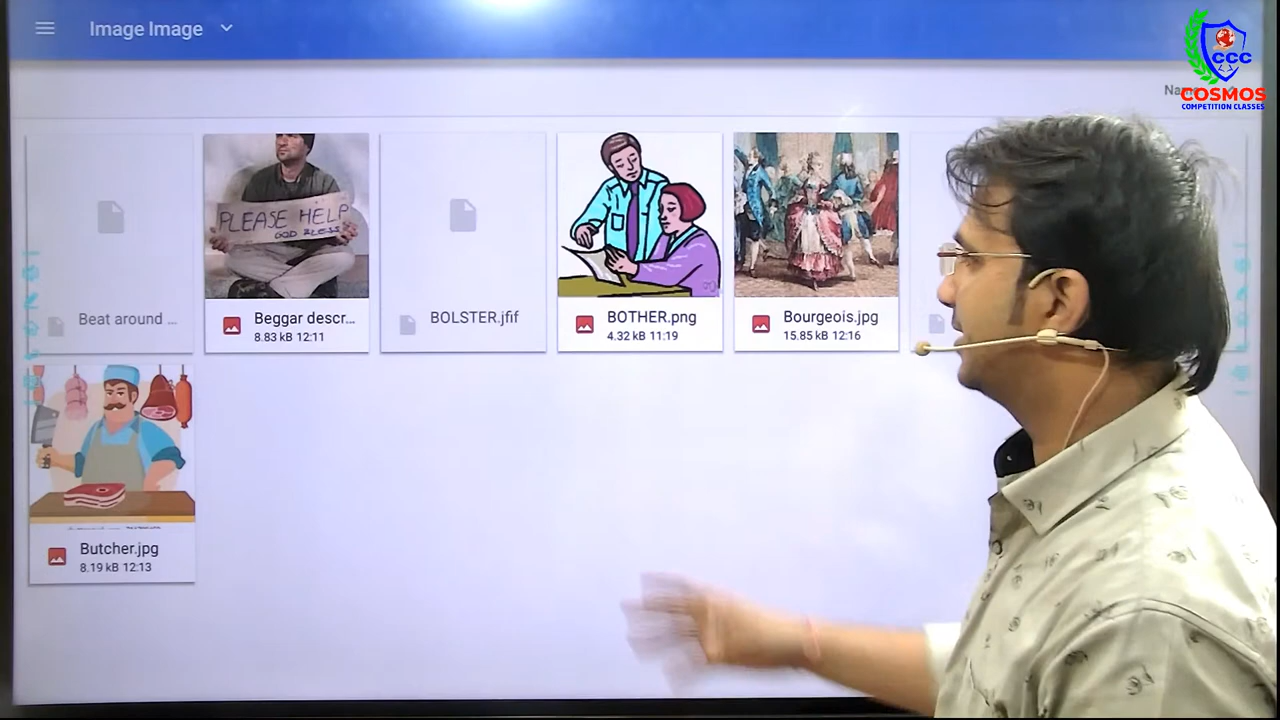 Image Image
CCC
COSMOS
COMPETITION CLASSES
PLEASE HELP
GOD BLESS
Beat around ...
Beggar descr...
8.83 kB 12:11
BOLSTER.jfif
BOTHER.png
4.32 kB 11:19
Bourgeois.jpg
15.85 kB 12:16
Butcher.jpg
8.19 kB 12:13